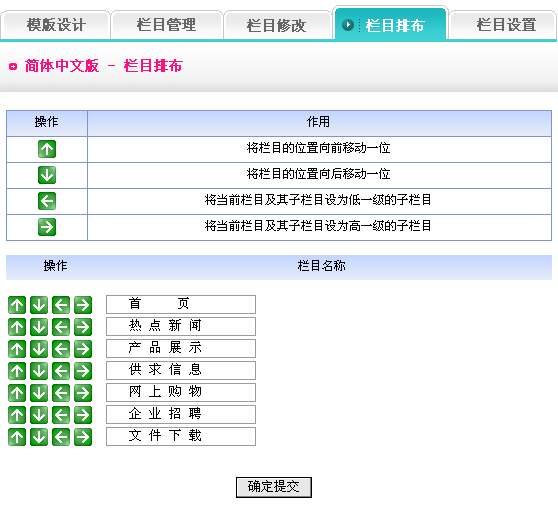 模版设计 栏目管理 栏目修改 栏目排布 栏目设置
简体中文版 - 栏目排布
操作 作用
将栏目的位置向前移动一位
将栏目的位置向后移动一位
将当前栏目及其子栏目设为低一级的子栏目
将当前栏目及其子栏目设为高一级的子栏目
操作 栏目名称
首 页
热 点 新 闻
产 品 展 示
供 求 信 息
网 上 购 物
企 业 招 聘
文 件 下 载
确定提交